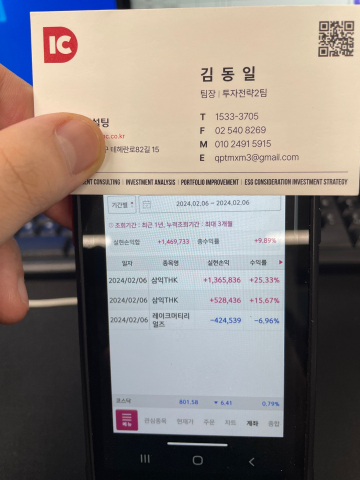 IC
김동일
팀장 | 투자전략2팀
T 1533-3705
F 02 540 8269
M 010 2491 5915
E qptmxm3@gmail.com
설팅
c.co.kr
테헤란로82길 15
CONSULTING | INVESTMENT ANALYSIS | PORTFOLIO IMPROVEMENT | ESG CONSIDERATION INVESTMENT STRATEGY
기간별
2024,02,06 ~ 2024,02,06
조회기간 : 최근 1년, 누적조회기간 : 최대 3개월
실현손익합 +1,469,733 총수익률 +9.89%
일자 종목명 실현손익 수익률
2024/02/06 삼익THK +1,365,836 +25.33%
2024/02/06 삼익THK +528,436 +15.67%
2024/02/06 레이크머티리얼즈 -424,539 -6.96%
코스닥 801.58 ▼ 6.41 0.79%
메뉴 관심종목 현재가 주문 차트 계좌 종합